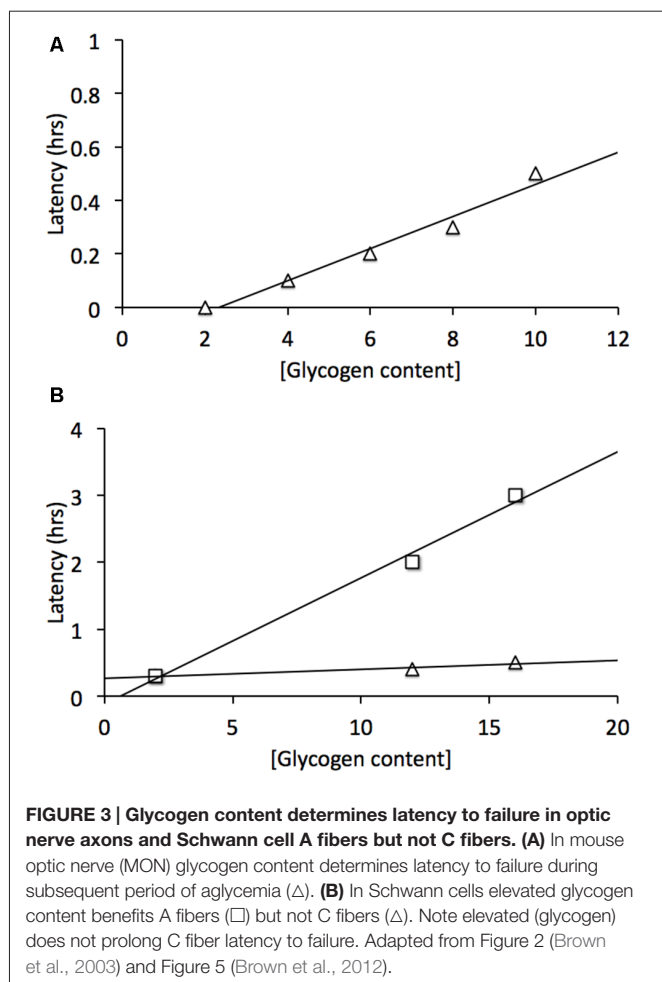 A
1
0.8
0.6
0.4
0.2
0
Latency (hrs)
0 2 4 6 8 10 12
[Glycogen content]
B
4
3
2
1
0
Latency (hrs)
0 5 10 15 20
[Glycogen content]
FIGURE 3 | Glycogen content determines latency to failure in optic
nerve axons and Schwann cell A fibers but not C fibers. (A) In mouse
optic nerve (MON) glycogen content determines latency to failure during
subsequent period of aglycemia (△). (B) In Schwann cells elevated glycogen
content benefits A fibers (□) but not C fibers (△). Note elevated (glycogen)
does not prolong C fiber latency to failure. Adapted from Figure 2 (Brown
et al., 2003) and Figure 5 (Brown et al., 2012).